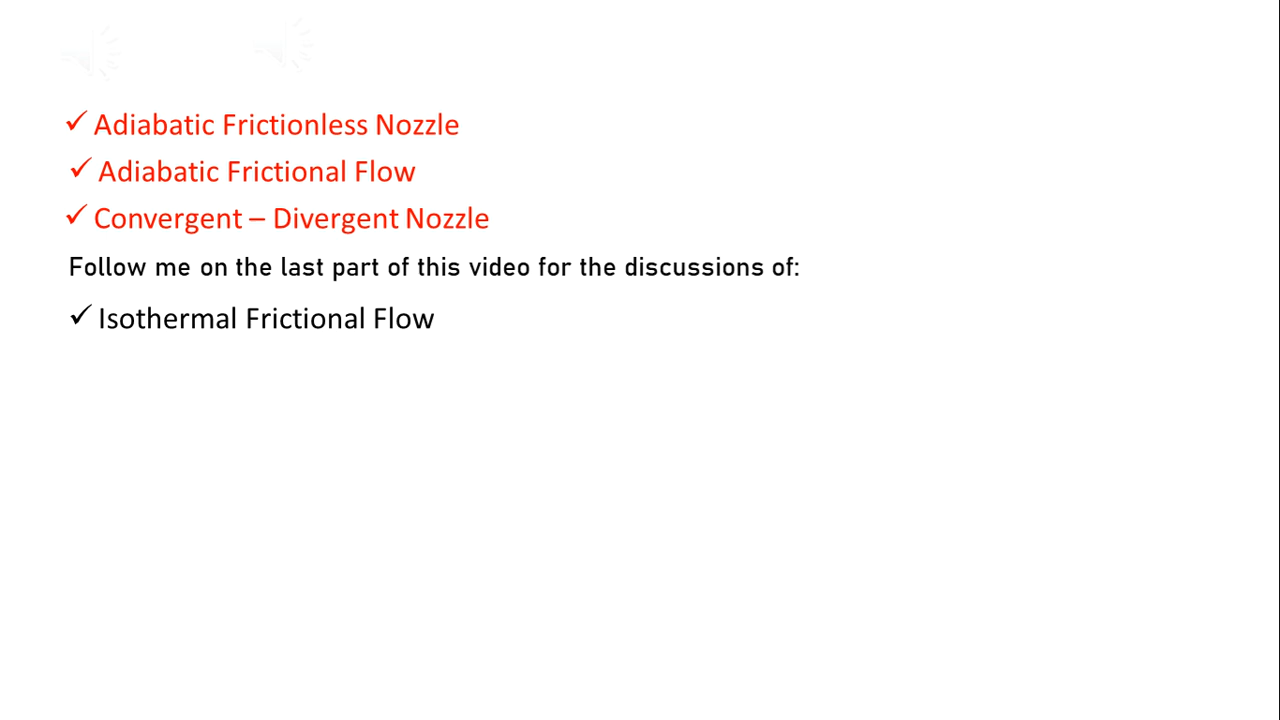 ✓ Adiabatic Frictionless Nozzle
✓ Adiabatic Frictional Flow
✓ Convergent – Divergent Nozzle
Follow me on the last part of this video for the discussions of:
✓ Isothermal Frictional Flow